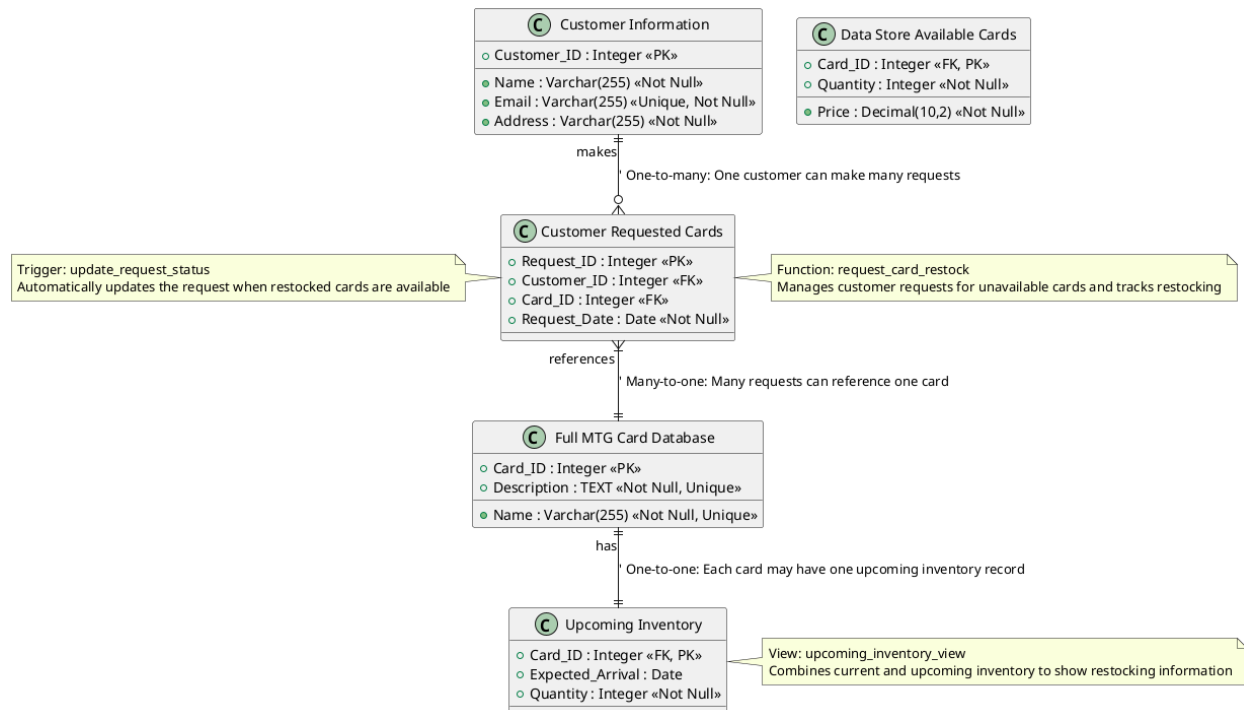 C Customer Information
Customer_ID : Integer «PK»
Name : Varchar(255) «Not Null»
Email : Varchar(255) «Unique, Not Null»
Address : Varchar(255) «Not Null»
C Data Store Available Cards
Card_ID : Integer «FK, PK»
Quantity : Integer «Not Null»
Price : Decimal(10,2) «Not Null»
makes
' One-to-many: One customer can make many requests
C Customer Requested Cards
Request_ID : Integer «PK»
Customer_ID : Integer «FK»
Card_ID : Integer «FK»
Request_Date : Date «Not Null»
Trigger: update_request_status
Automatically updates the request when restocked cards are available
Function: request_card_restock
Manages customer requests for unavailable cards and tracks restocking
references
' Many-to-one: Many requests can reference one card
C Full MTG Card Database
Card_ID : Integer «PK»
Description : TEXT «Not Null, Unique»
Name : Varchar(255) «Not Null, Unique»
has
' One-to-one: Each card may have one upcoming inventory record
C Upcoming Inventory
Card_ID : Integer «FK, PK»
Expected_Arrival : Date
Quantity : Integer «Not Null»
View: upcoming_inventory_view
Combines current and upcoming inventory to show restocking information